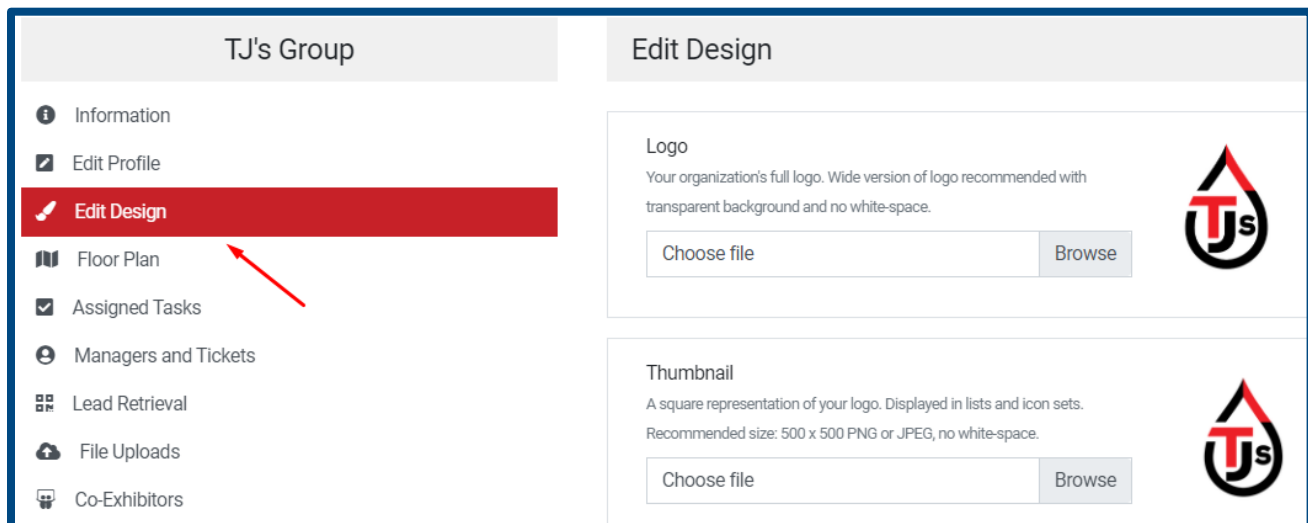 TJ's Group
Information
Edit Profile
Edit Design
Floor Plan
Assigned Tasks
Managers and Tickets
Lead Retrieval
File Uploads
Co-Exhibitors
Edit Design
Logo
Your organization's full logo. Wide version of logo recommended with
transparent background and no white-space.
Choose file
Browse
TJs
Thumbnail
A square representation of your logo. Displayed in lists and icon sets.
Recommended size: 500 x 500 PNG or JPEG, no white-space.
Choose file
Browse
TJs